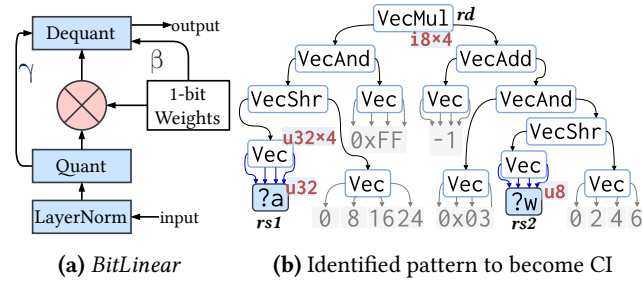 Dequant
output
γ
β
1-bit
Weights
Quant
LayerNorm
input
(a) BitLinear
VecMul rd
i8×4
VecAnd VecAdd
VecShr Vec Vec VecAnd
0xFF -1 VecShr
Vec u32×4 Vec
?a u32 Vec Vec ?w u8
rs1 0 8 16 24 0x03 rs2 0 2 4 6
Vec
(b) Identified pattern to become CI